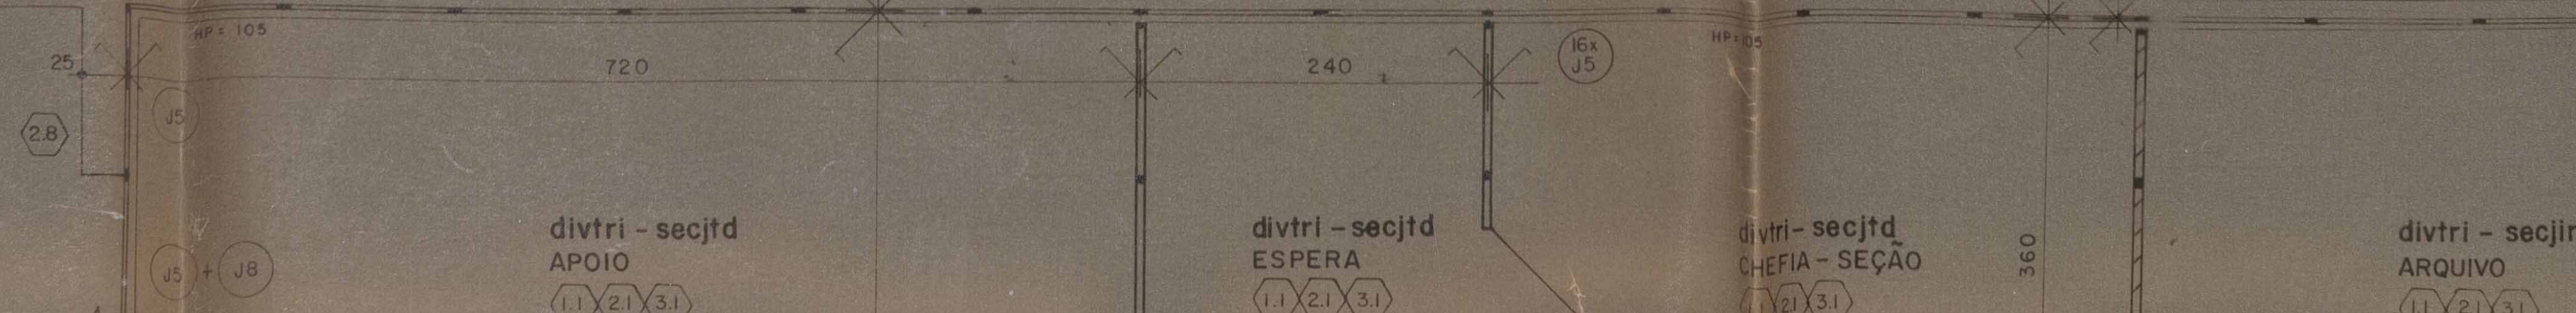 HP= 105
25
720
240
16x
J5
HP=105
J5
2.8
divtri - secjtd
APOIO
1.1 2.1 3.1
J5 + J8
divtri - secjtd
ESPERA
1.1 2.1 3.1
divtri - secjtd
CHEFIA - SEÇÃO
2.1 3.1
360
divtri - secjir
ARQUIVO
1.1 2.1 3.1